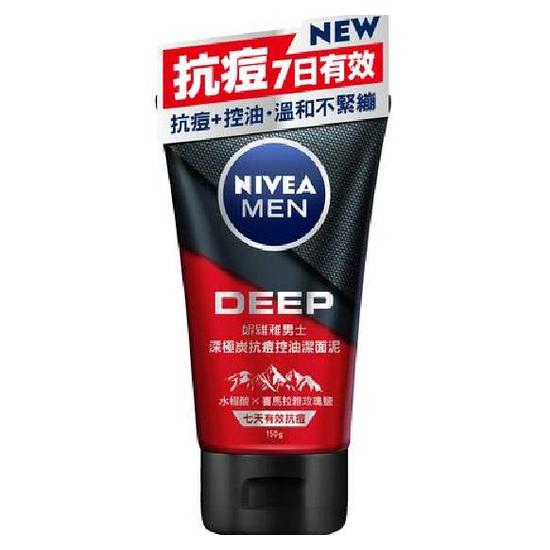 NEW
抗痘7日有效
抗痘+控油·溫和不緊繃
NIVEA
MEN
DEEP
妮維雅男士
深極炭抗痘控油潔面泥
水楊酸×喜馬拉雅玫瑰鹽
七天有效抗痘
150g